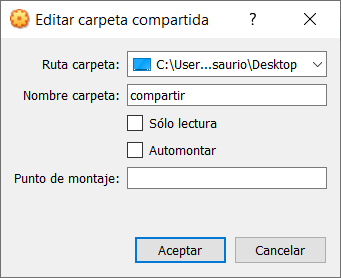 Editar carpeta compartida ?
Ruta carpeta: C:\User...saurio\Desktop
Nombre carpeta: compartir
Sólo lectura
Automontar
Punto de montaje:
Aceptar Cancelar